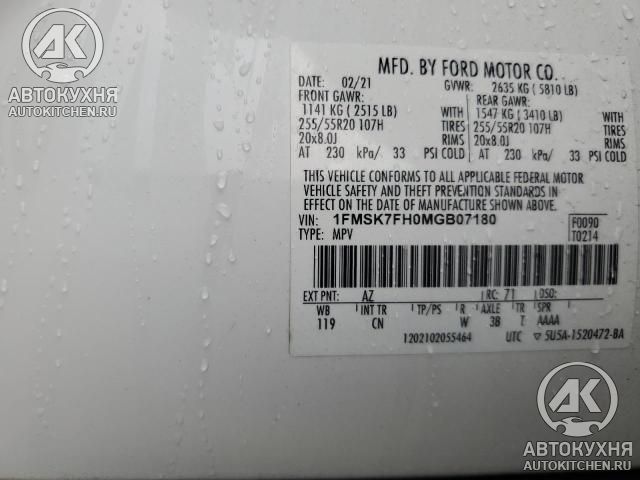 АК
АВТОКУХНЯ
AUTOKITCHEN.RU
MFD. BY FORD MOTOR CO.
DATE: 02/21 GVWR: 2635 KG ( 5810 LB)
FRONT GAWR: REAR GAWR:
1141 KG ( 2515 LB) WITH 1547 KG ( 3410 LB) WITH
255/55R20 107H TIRES 255/55R20 107H TIRES
20x8.0J RIMS 20x8.0J RIMS
AT 230 kPa/ 33 PSI COLD AT 230 kPa/ 33 PSI COLD
THIS VEHICLE CONFORMS TO ALL APPLICABLE FEDERAL MOTOR
VEHICLE SAFETY AND THEFT PREVENTION STANDARDS IN
EFFECT ON THE DATE OF MANUFACTURE SHOWN ABOVE.
VIN: 1FMSK7FH0MGB07180 F0090
TYPE: MPV T0214
EXT PNT: AZ RC: 71 DSO:
WB INT TR TP/PS R AXLE TR SPR
119 CN W 38 T AAAA
1202102055464 UTC ▽ 5U5A-1520472-BA
АК
АВТОКУХНЯ
AUTOKITCHEN.RU